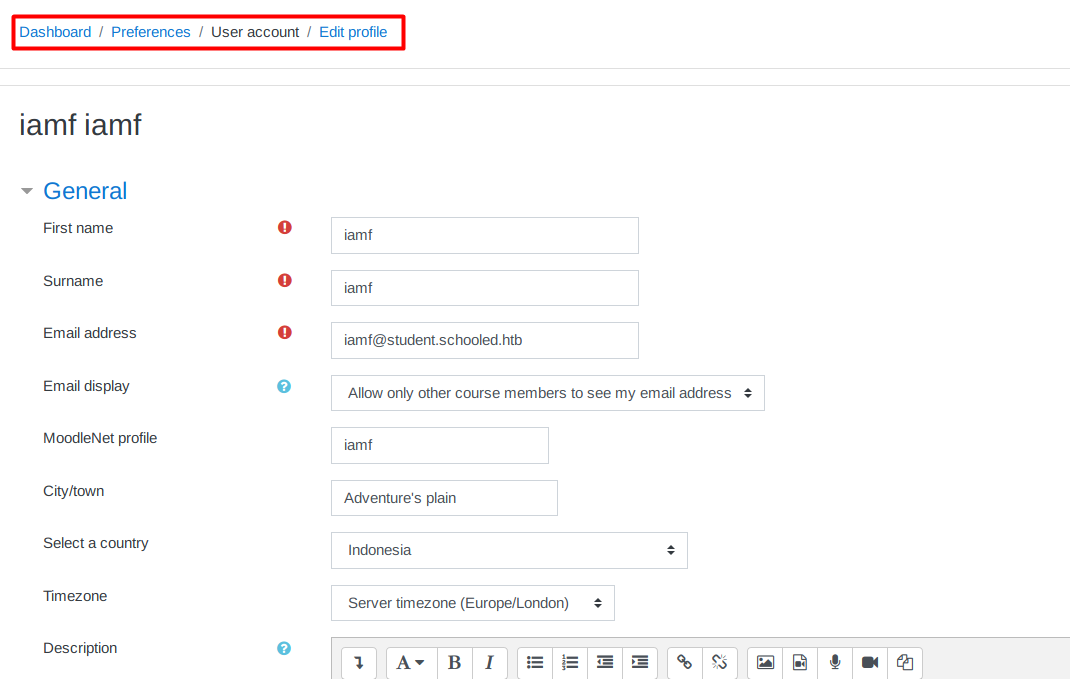 Dashboard / Preferences / User account / Edit profile
iamf iamf
General
First name iamf
Surname iamf
Email address iamf@student.schooled.htb
Email display Allow only other course members to see my email address
MoodleNet profile iamf
City/town Adventure's plain
Select a country Indonesia
Timezone Server timezone (Europe/London)
Description A B I